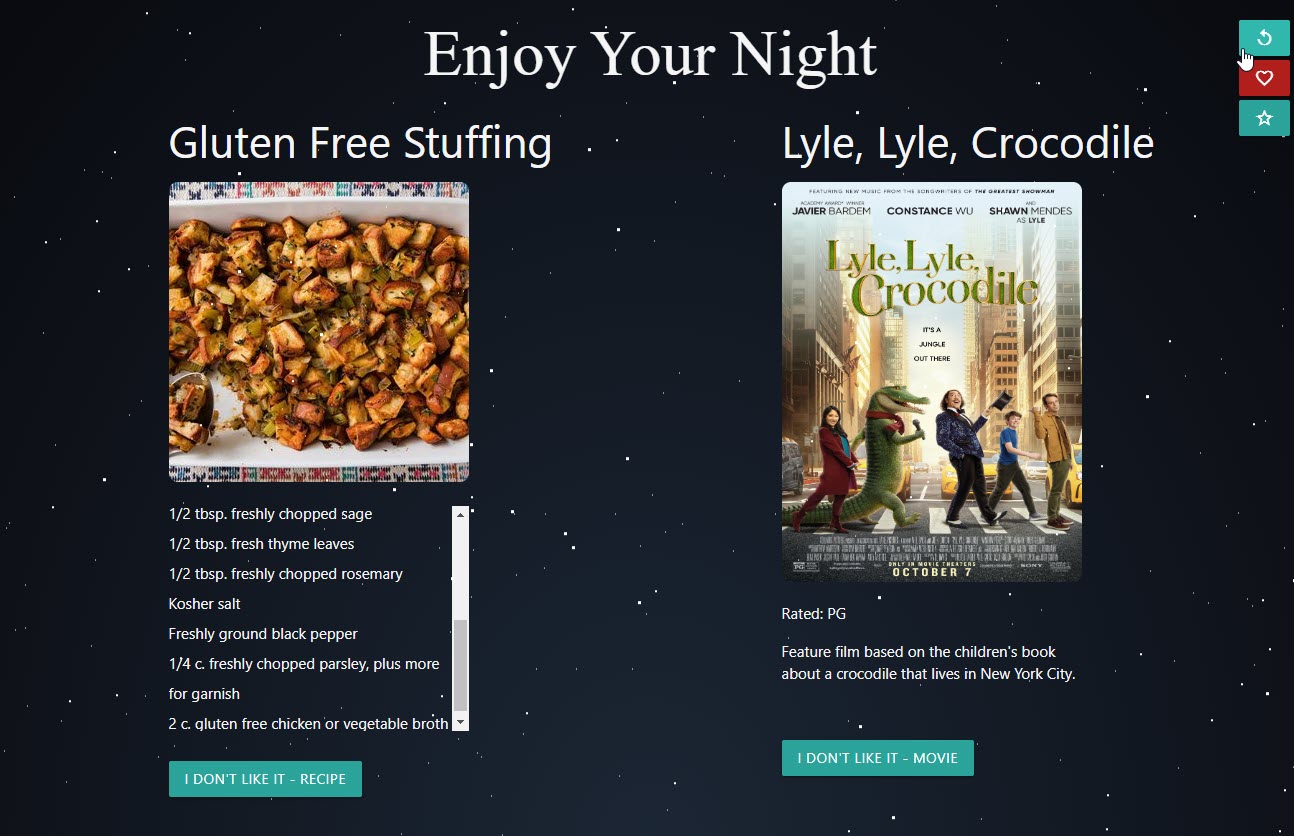 Enjoy Your Night
Gluten Free Stuffing
1/2 tbsp. freshly chopped sage
1/2 tbsp. fresh thyme leaves
1/2 tbsp. freshly chopped rosemary
Kosher salt
Freshly ground black pepper
1/4 c. freshly chopped parsley, plus more
for garnish
2 c. gluten free chicken or vegetable broth
I DON'T LIKE IT - RECIPE
Lyle, Lyle, Crocodile
FEATURING NEW MUSIC FROM THE SONGWRITERS OF THE GREATEST SHOWMAN
ACADEMY AWARD® WINNER
JAVIER BARDEM
CONSTANCE WU
AND
SHAWN MENDES
AS LYLE
Lyle, Lyle,
Crocodile
IT'S A
JUNGLE
OUT THERE
ONLY IN MOVIE THEATERS
OCTOBER 7
PG
SONY
Rated: PG
Feature film based on the children's book
about a crocodile that lives in New York City.
I DON'T LIKE IT - MOVIE